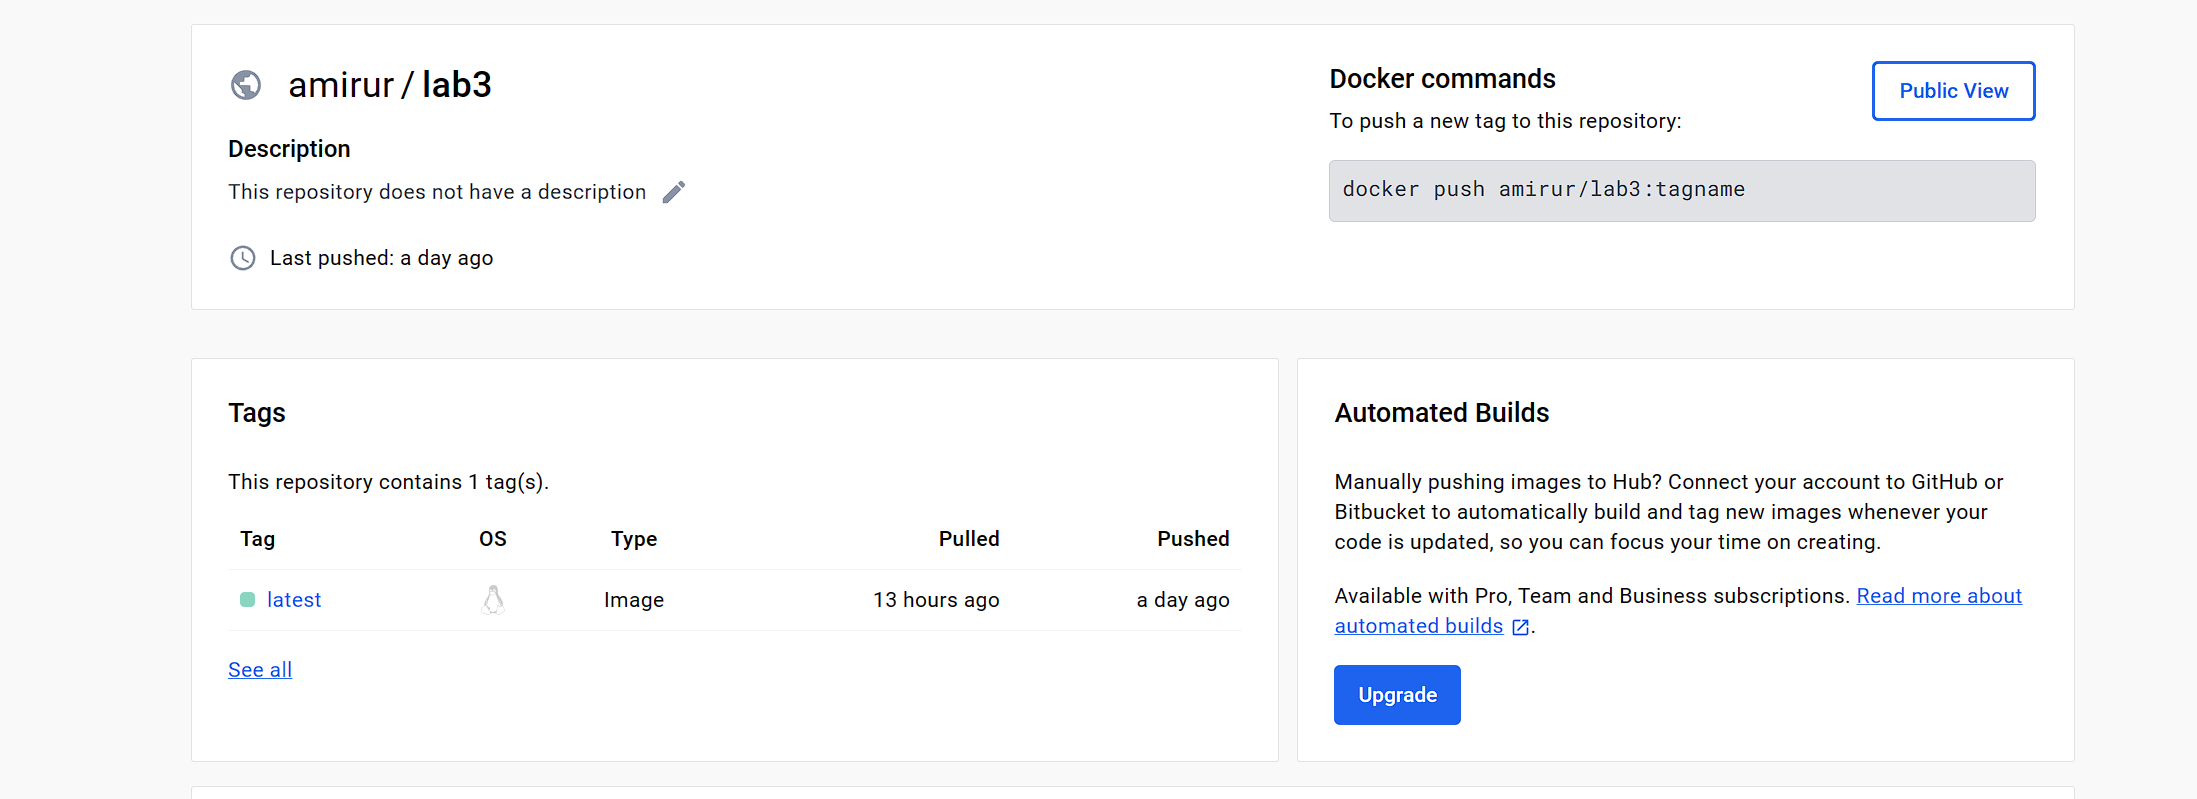 amirur / lab3
Description
This repository does not have a description
Last pushed: a day ago
Docker commands
Public View
To push a new tag to this repository:
docker push amirur/lab3:tagname
Tags
This repository contains 1 tag(s).
Tag OS Type Pulled Pushed
latest Image 13 hours ago a day ago
See all
Automated Builds
Manually pushing images to Hub? Connect your account to GitHub or
Bitbucket to automatically build and tag new images whenever your
code is updated, so you can focus your time on creating.
Available with Pro, Team and Business subscriptions. Read more about
automated builds.
Upgrade